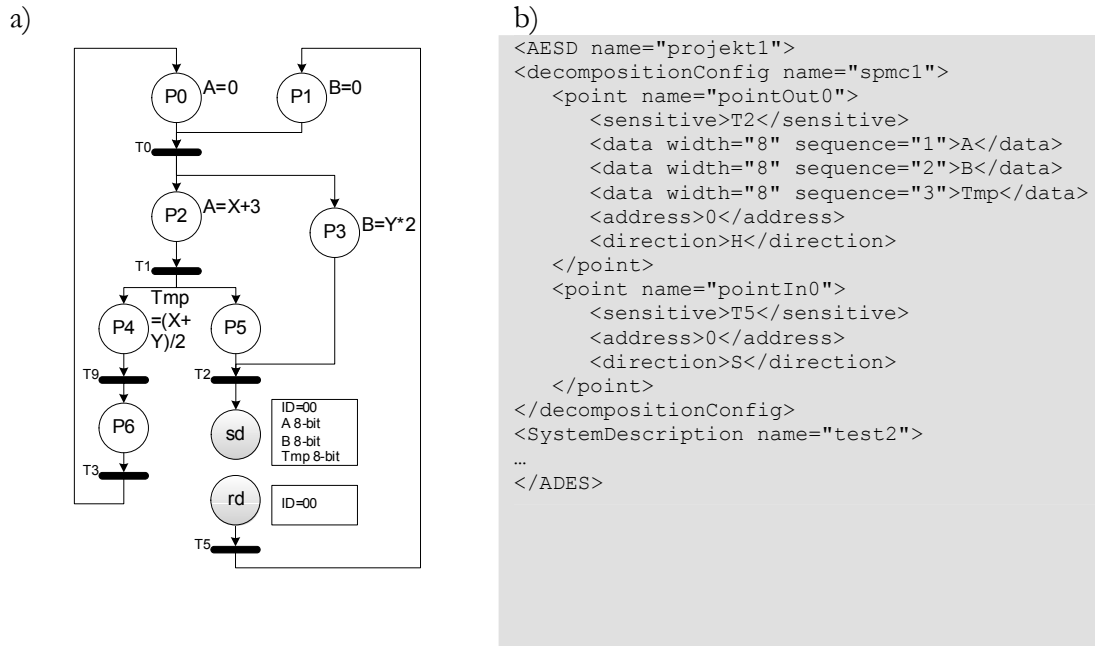 a)
P0
A=0
P1
B=0
T0
P2
A=X+3
P3
B=Y*2
T1
P4
Tmp
=(X+
Y)/2
P5
T9
T2
P6
sd
ID=00
A 8-bit
B 8-bit
Tmp 8-bit
T3
rd
ID=00
T5
b)
<AESD name="projekt1">
<decompositionConfig name="spmc1">
<point name="pointOut0">
<sensitive>T2</sensitive>
<data width="8" sequence="1">A</data>
<data width="8" sequence="2">B</data>
<data width="8" sequence="3">Tmp</data>
<address>0</address>
<direction>H</direction>
</point>
<point name="pointIn0">
<sensitive>T5</sensitive>
<address>0</address>
<direction>S</direction>
</point>
</decompositionConfig>
<SystemDescription name="test2">
…
</ADES>